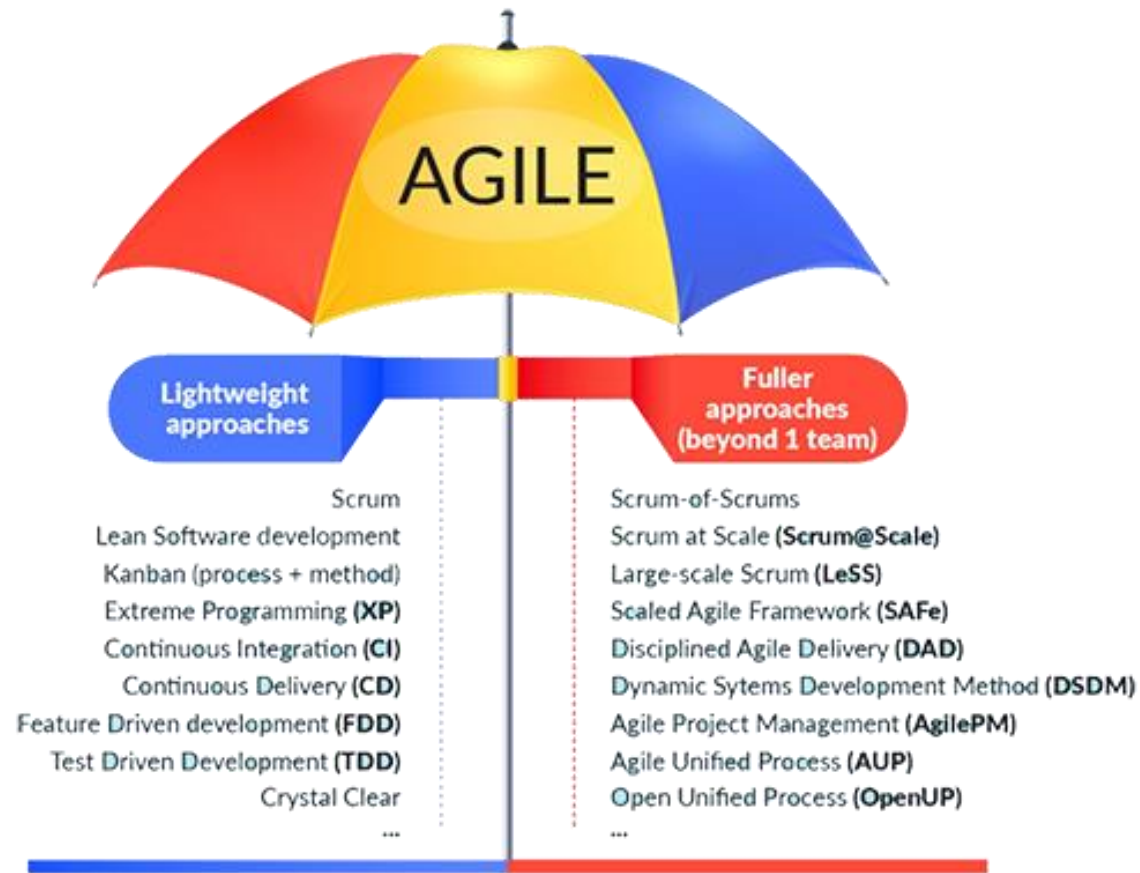 AGILE
Lightweight
approaches
Fuller
approaches
(beyond 1 team)
Scrum
Lean Software development
Kanban (process + method)
Extreme Programming (XP)
Continuous Integration (CI)
Continuous Delivery (CD)
Feature Driven development (FDD)
Test Driven Development (TDD)
Crystal Clear
...
Scrum-of-Scrums
Scrum at Scale (Scrum@Scale)
Large-scale Scrum (LeSS)
Scaled Agile Framework (SAFe)
Disciplined Agile Delivery (DAD)
Dynamic Sytems Development Method (DSDM)
Agile Project Management (AgilePM)
Agile Unified Process (AUP)
Open Unified Process (OpenUP)
...